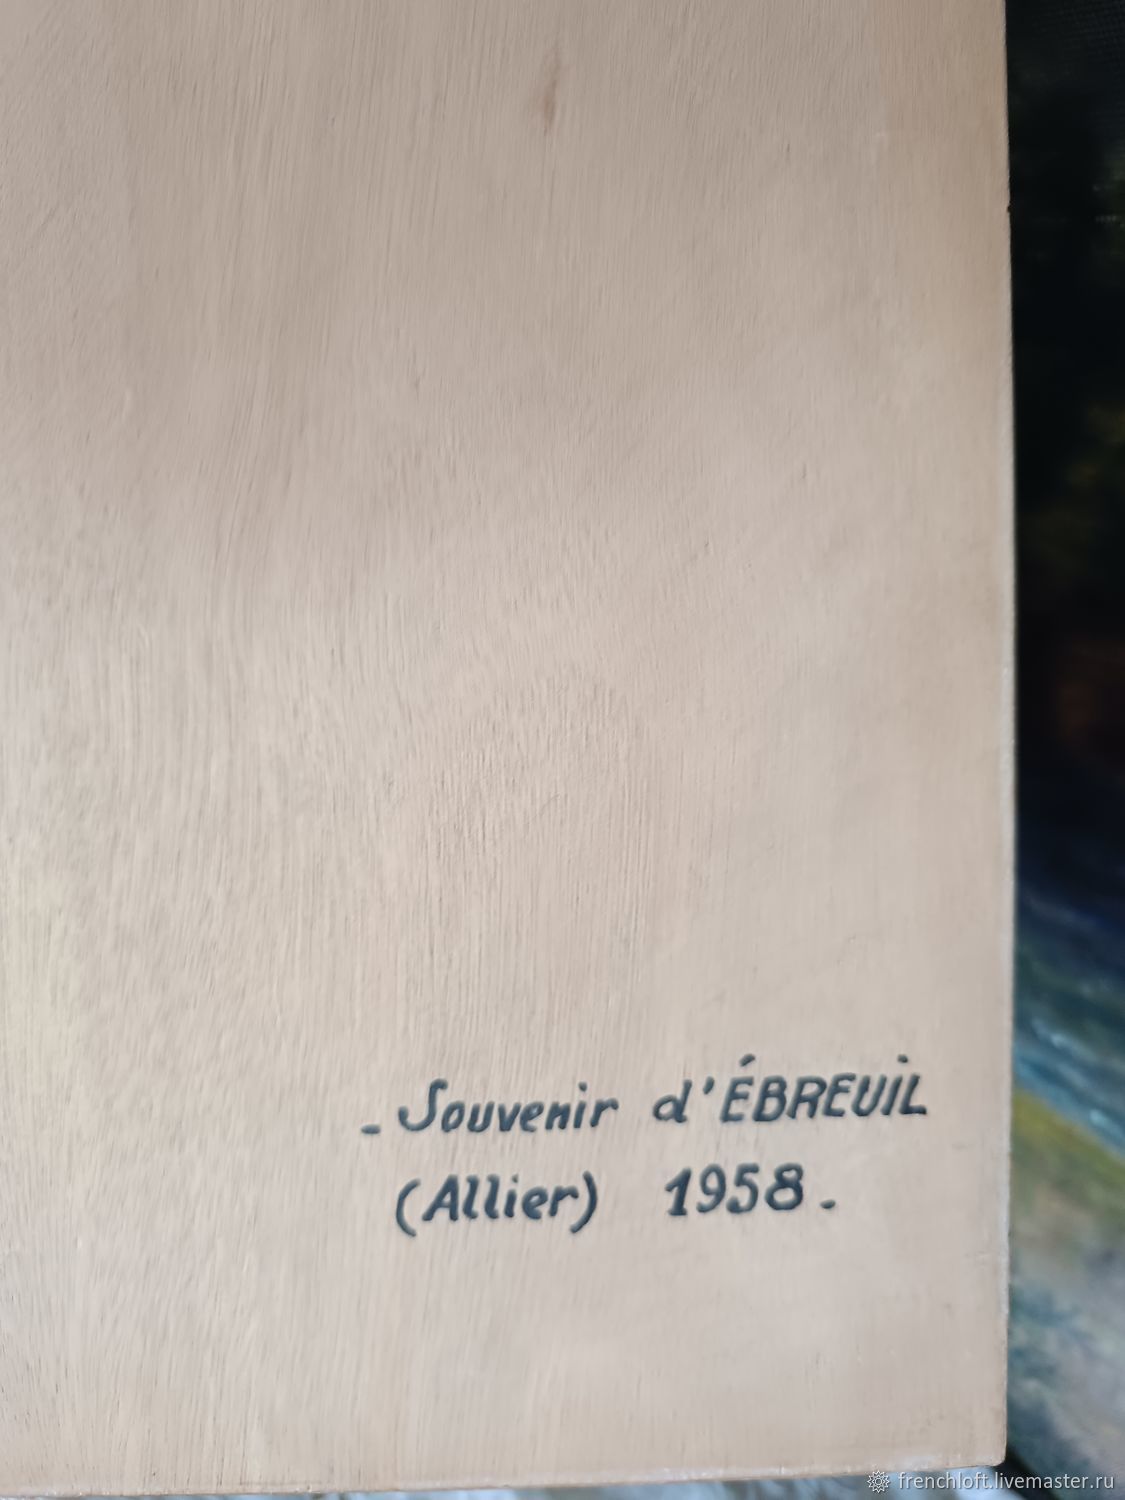 - Souvenir d'ÉBREUIL
(Allier) 1958.
frenchloft.livemaster.ru